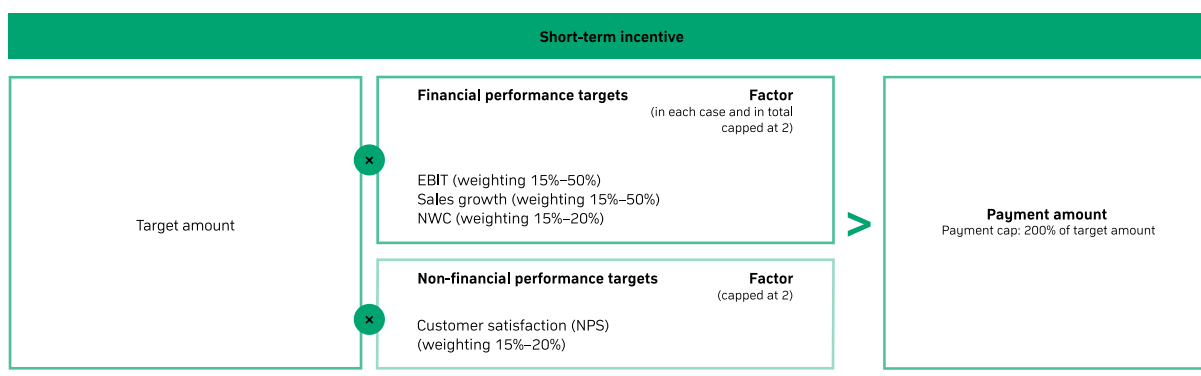 Short-term incentive
Target amount
×
Financial performance targets Factor
(in each case and in total
capped at 2)
EBIT (weighting 15%–50%)
Sales growth (weighting 15%–50%)
NWC (weighting 15%–20%)
×
Non-financial performance targets Factor
(capped at 2)
Customer satisfaction (NPS)
(weighting 15%–20%)
>
Payment amount
Payment cap: 200% of target amount